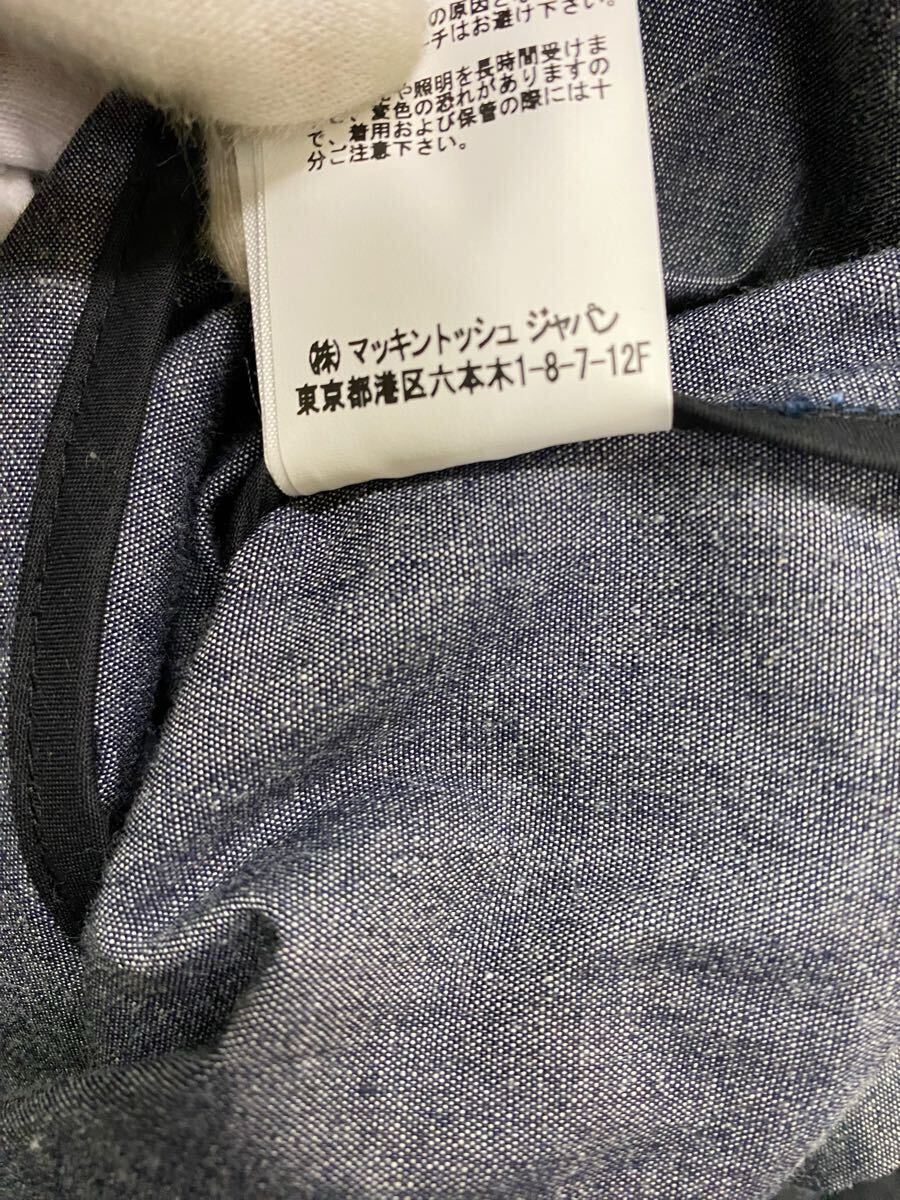 の原因とな
チはお避け下さい。
や照明を長時間受けま
、変色の恐れがありますの
で、着用および保管の際には十
分ご注意下さい。
(株)マッキントッシュ ジャパン
東京都港区六本木1-8-7-12F